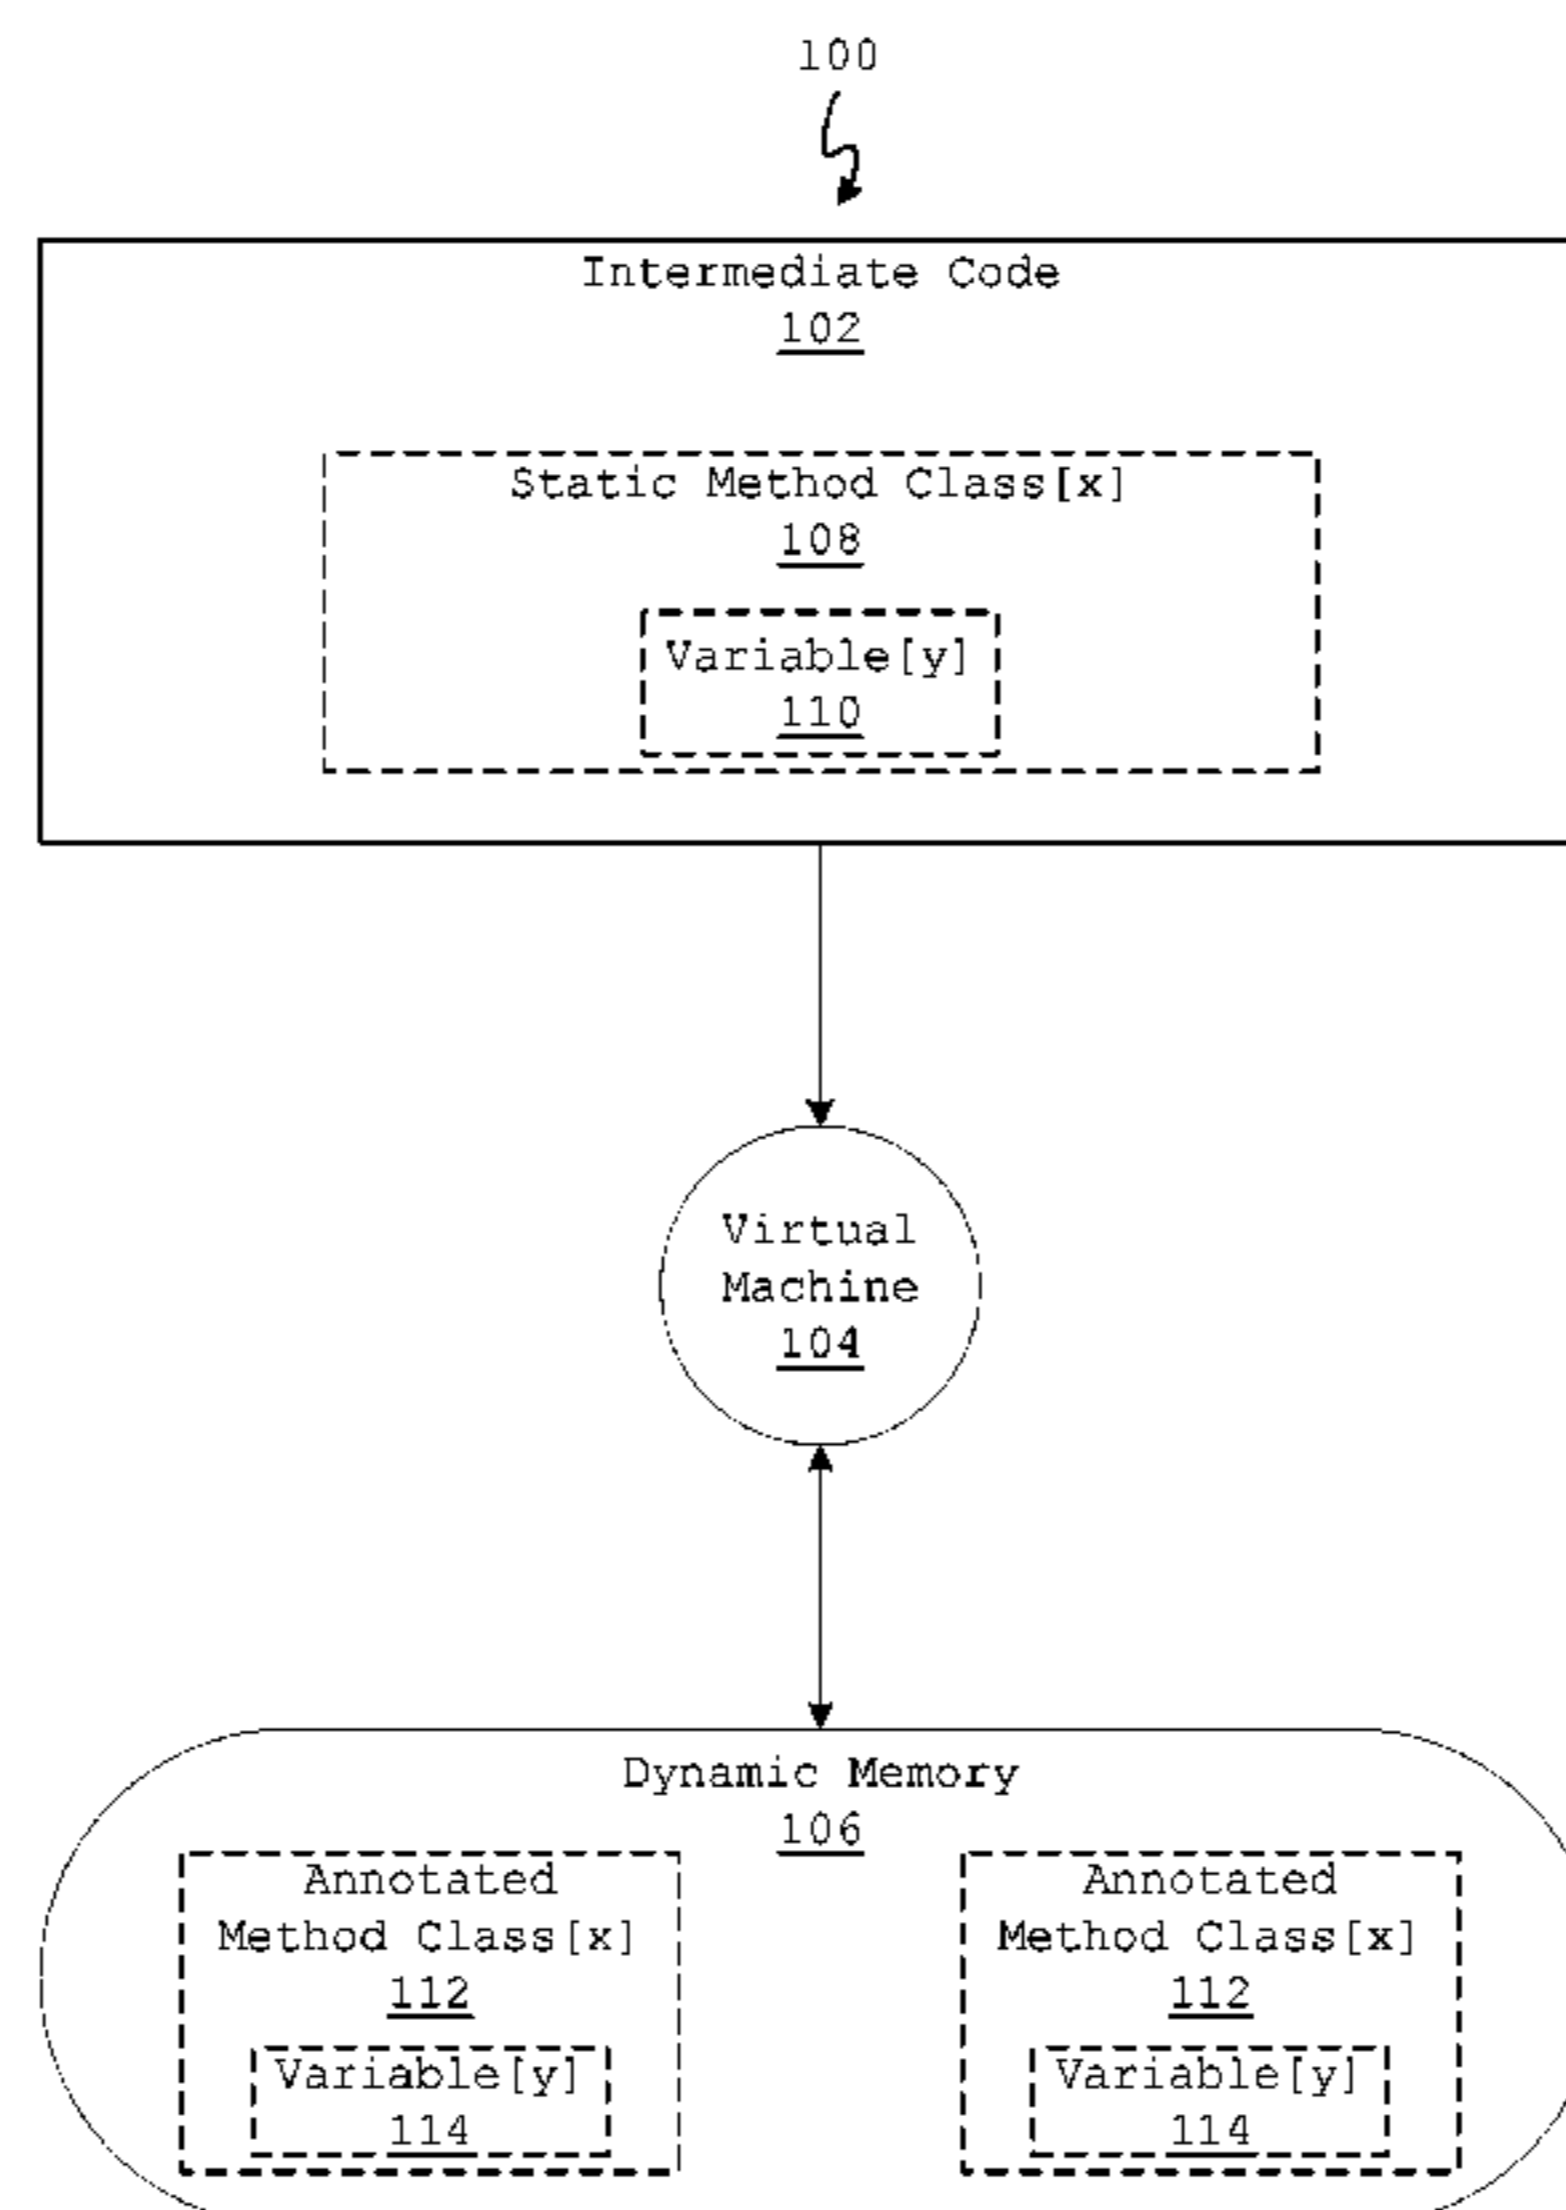 100
Intermediate Code
102
Static Method Class[x]
108
Variable[y]
110
Virtual
Machine
104
Dynamic Memory
106
Annotated
Method Class[x]
112
Variable[y]
114
Annotated
Method Class[x]
112
Variable[y]
114